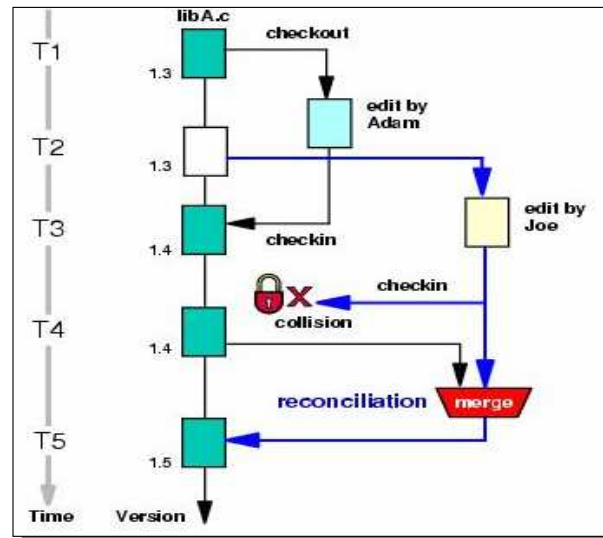 libA.c
T1
checkout
1.3
edit by
Adam
T2
1.3
T3
edit by
Joe
checkin
1.4
checkin
collision
T4
1.4
reconciliation
merge
T5
1.5
Time
Version